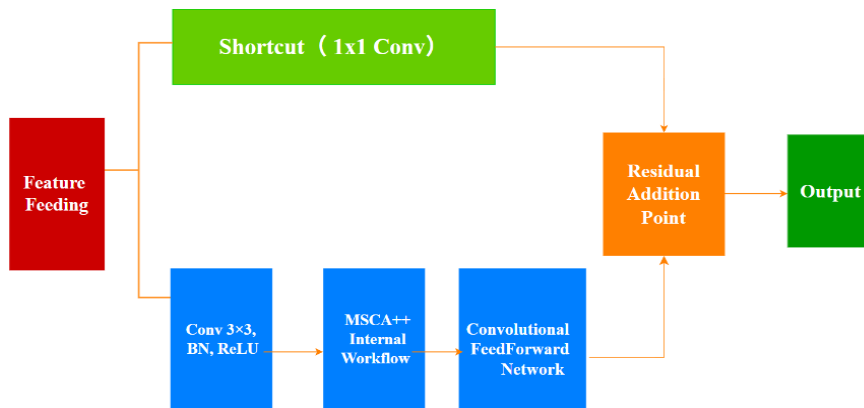 Shortcut（ 1x1 Conv）
Feature
Feeding
Residual
Addition
Point
Output
Conv 3×3,
BN, ReLU
MSCA++
Internal
Workflow
Convolutional
FeedForward
Network